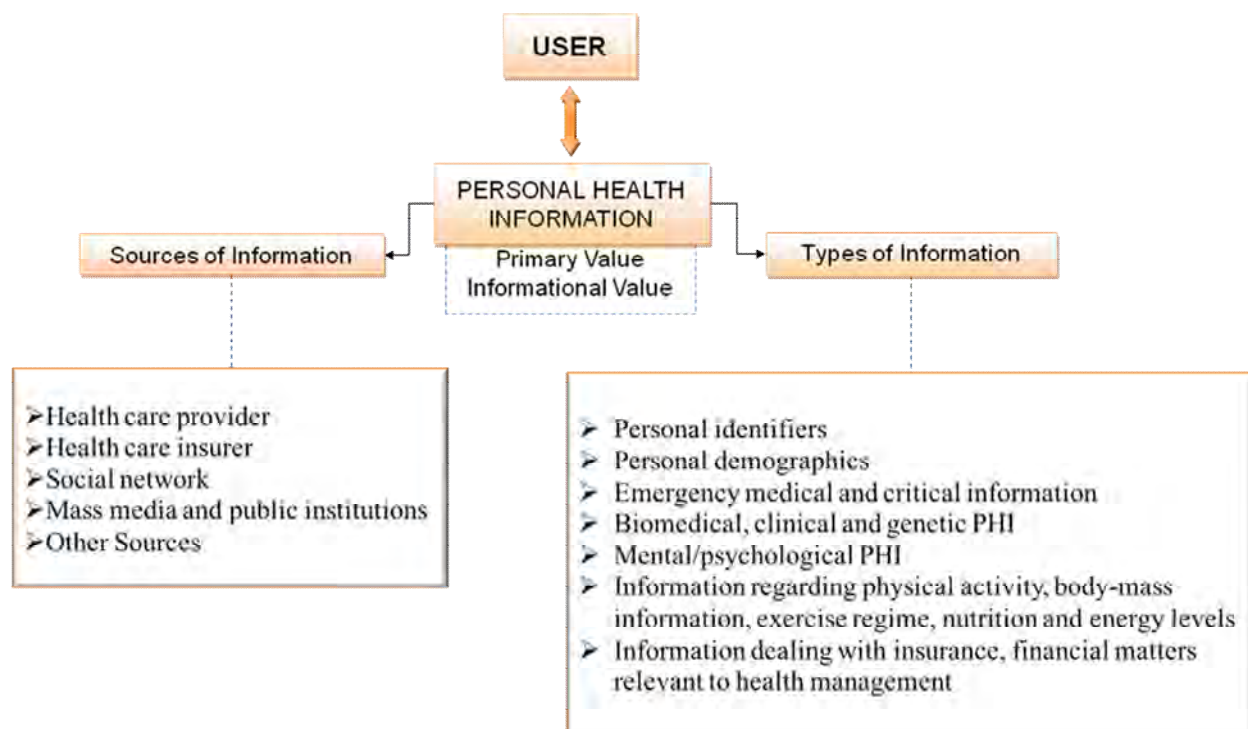 USER
PERSONAL HEALTH
INFORMATION
Primary Value
Informational Value
Sources of Information
Types of Information
➢Health care provider
➢Health care insurer
➢Social network
➢Mass media and public institutions
➢Other Sources
➢ Personal identifiers
➢ Personal demographics
➢ Emergency medical and critical information
➢ Biomedical, clinical and genetic PHI
➢ Mental/psychological PHI
➢ Information regarding physical activity, body-mass
information, exercise regime, nutrition and energy levels
➢ Information dealing with insurance, financial matters
relevant to health management